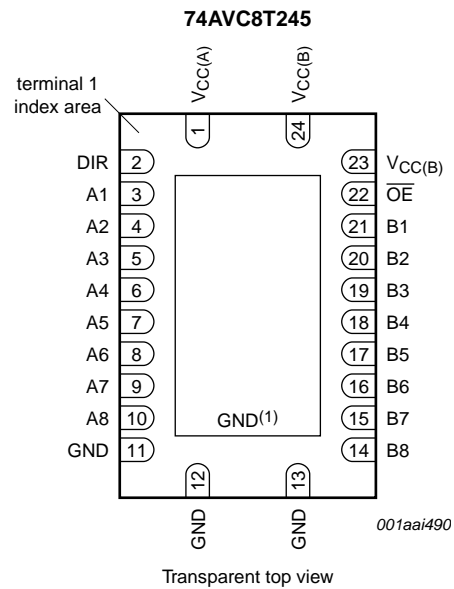 74AVC8T245
VCC(A)
VCC(B)
terminal 1
index area
1
24
DIR 2
23 VCC(B)
A1 3
22 OE
A2 4
21 B1
A3 5
20 B2
A4 6
19 B3
A5 7
18 B4
A6 8
17 B5
A7 9
16 B6
A8 10
15 B7
GND(1)
GND 11
14 B8
12
13
GND
GND
001aai490
Transparent top view